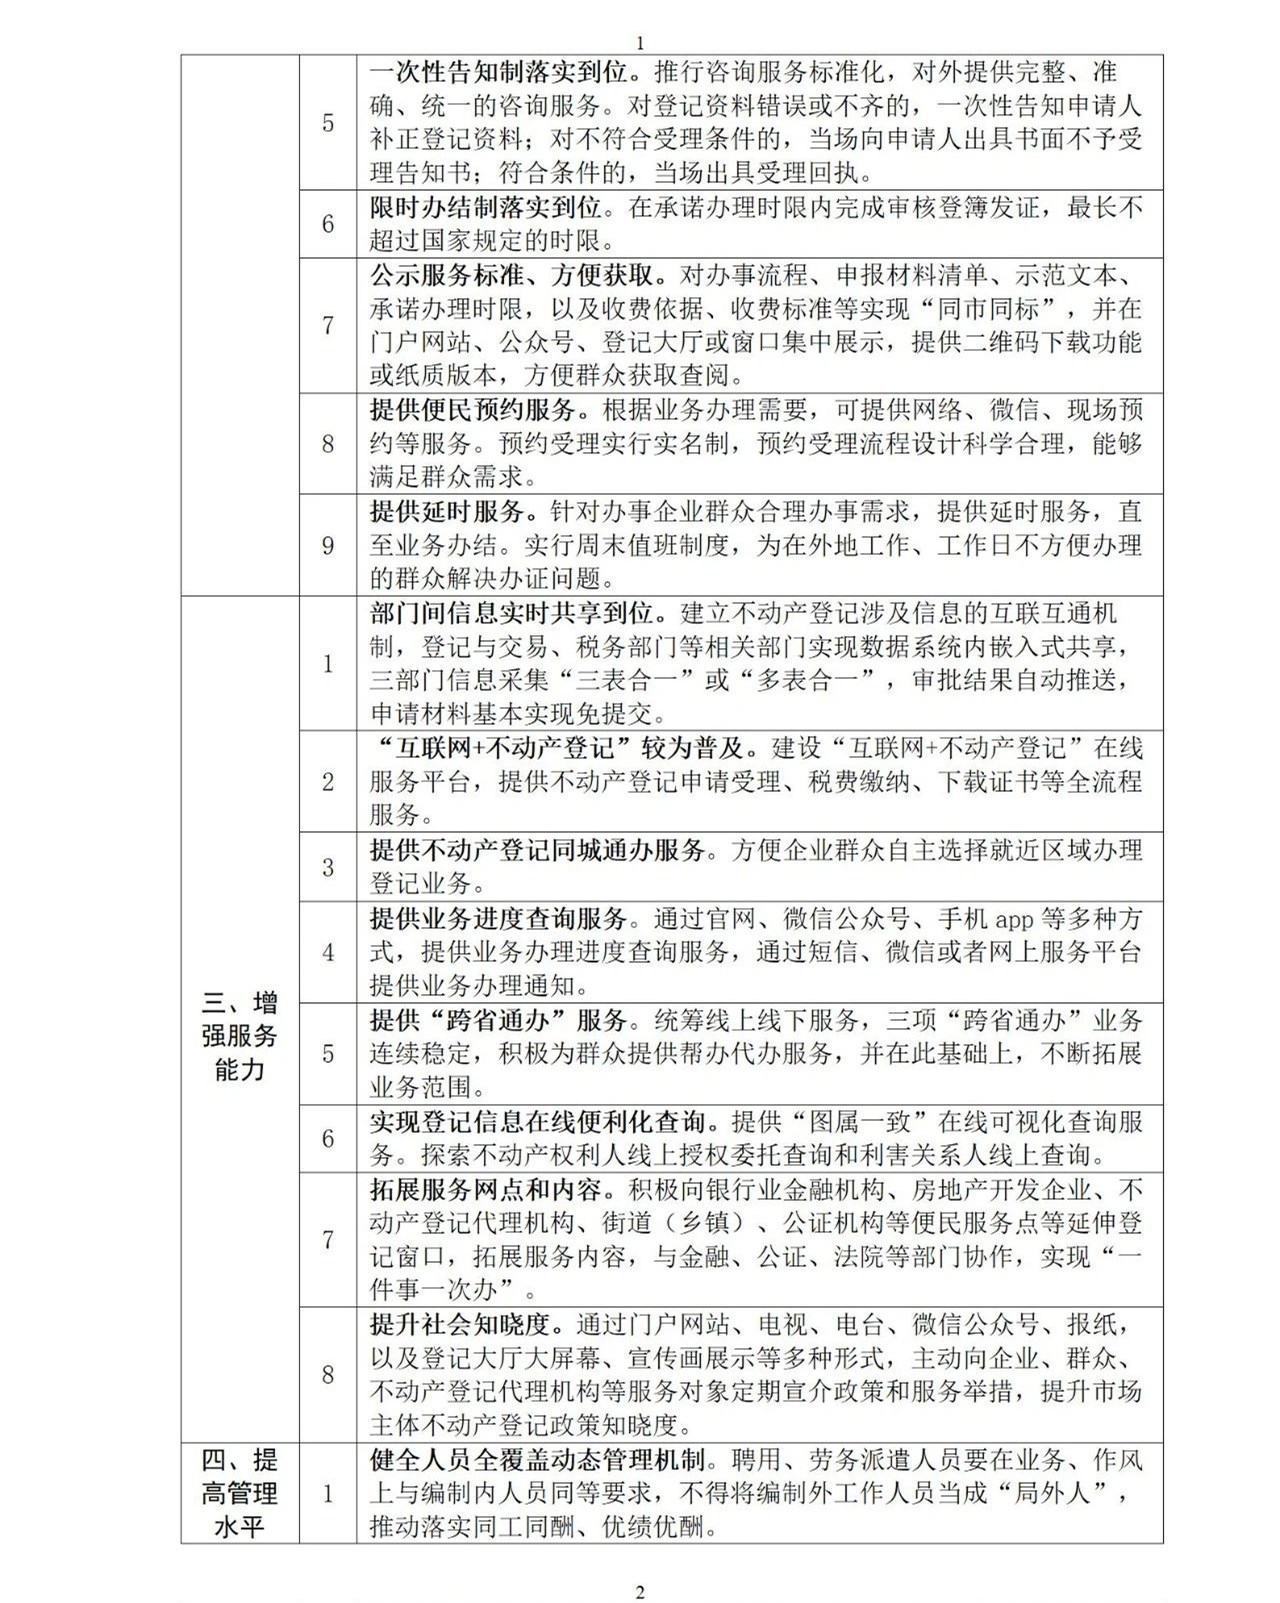 1
5
一次性告知制落实到位。推行咨询服务标准化，对外提供完整、准
确、统一的咨询服务。对登记资料错误或不齐的，一次性告知申请人
补正登记资料；对不符合受理条件的，当场向申请人出具书面不予受
理告知书；符合条件的，当场出具受理回执。
6
限时办结制落实到位。在承诺办理时限内完成审核登簿发证，最长不
超过国家规定的时限。
7
公示服务标准、方便获取。对办事流程、申报材料清单、示范文本、
承诺办理时限，以及收费依据、收费标准等实现“同市同标”，并在
门户网站、公众号、登记大厅或窗口集中展示，提供二维码下载功能
或纸质版本，方便群众获取查阅。
8
提供便民预约服务。根据业务办理需要，可提供网络、微信、现场预
约等服务。预约受理实行实名制，预约受理流程设计科学合理，能够
满足群众需求。
9
提供延时服务。针对办事企业群众合理办事需求，提供延时服务，直
至业务办结。实行周末值班制度，为在外地工作、工作日不方便办理
的群众解决办证问题。
三、增
强服务
能力
1
部门间信息实时共享到位。建立不动产登记涉及信息的互联互通机
制，登记与交易、税务部门等相关部门实现数据系统内嵌入式共享，
三部门信息采集“三表合一”或“多表合一”，审批结果自动推送，
申请材料基本实现免提交。
2
“互联网+不动产登记”较为普及。建设“互联网+不动产登记”在线
服务平台，提供不动产登记申请受理、税费缴纳、下载证书等全流程
服务。
3
提供不动产登记同城通办服务。方便企业群众自主选择就近区域办理
登记业务。
4
提供业务进度查询服务。通过官网、微信公众号、手机 app 等多种方
式，提供业务办理进度查询服务，通过短信、微信或者网上服务平台
提供业务办理通知。
5
提供“跨省通办”服务。统筹线上线下服务，三项“跨省通办”业务
连续稳定，积极为群众提供帮办代办服务，并在此基础上，不断拓展
业务范围。
6
实现登记信息在线便利化查询。提供“图属一致”在线可视化查询服
务。探索不动产权利人线上授权委托查询和利害关系人线上查询。
7
拓展服务网点和内容。积极向银行业金融机构、房地产开发企业、不
动产登记代理机构、街道（乡镇）、公证机构等便民服务点等延伸登
记窗口，拓展服务内容，与金融、公证、法院等部门协作，实现“一
件事一次办”。
8
提升社会知晓度。通过门户网站、电视、电台、微信公众号、报纸，
以及登记大厅大屏幕、宣传画展示等多种形式，主动向企业、群众、
不动产登记代理机构等服务对象定期宣介政策和服务举措，提升市场
主体不动产登记政策知晓度。
四、提
高管理
水平
1
健全人员全覆盖动态管理机制。聘用、劳务派遣人员要在业务、作风
上与编制内人员同等要求，不得将编制外工作人员当成“局外人”，
推动落实同工同酬、优绩优酬。
2